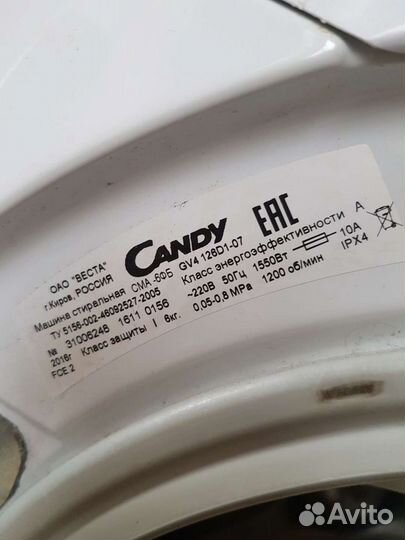 ОАО "ВЕСТА"
г.Киров, РОССИЯ
CANDY
EAC
Машина стиральная СМА -6ФБ GV4 126D1-07
ТУ 5156-002-46092527-2005 Класс энергоэффективности А
№ 31006248 1611 0156 ~220В 50Гц 1550Вт 10А
2016г Класс защиты I 6кг. 0,05-0,8 MPa 1200 об/мин IPX4
FCE.2
Avito